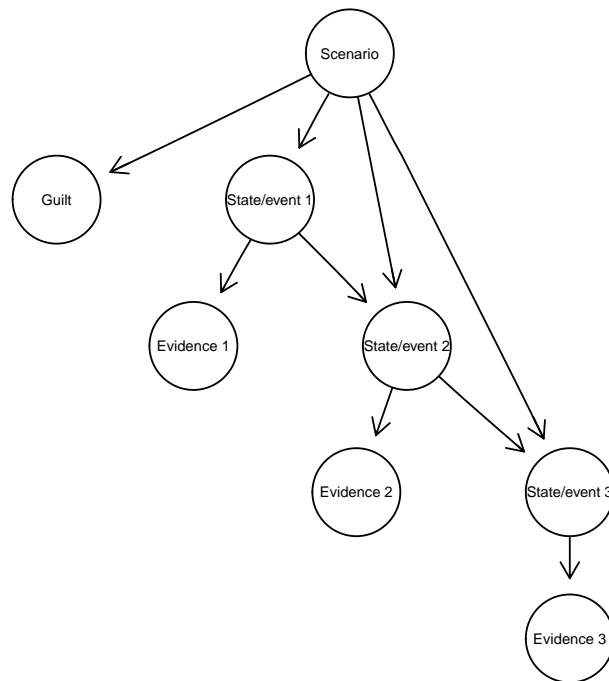 Scenario
Guilt
State/event 1
Evidence 1
State/event 2
Evidence 2
State/event 3
Evidence 3